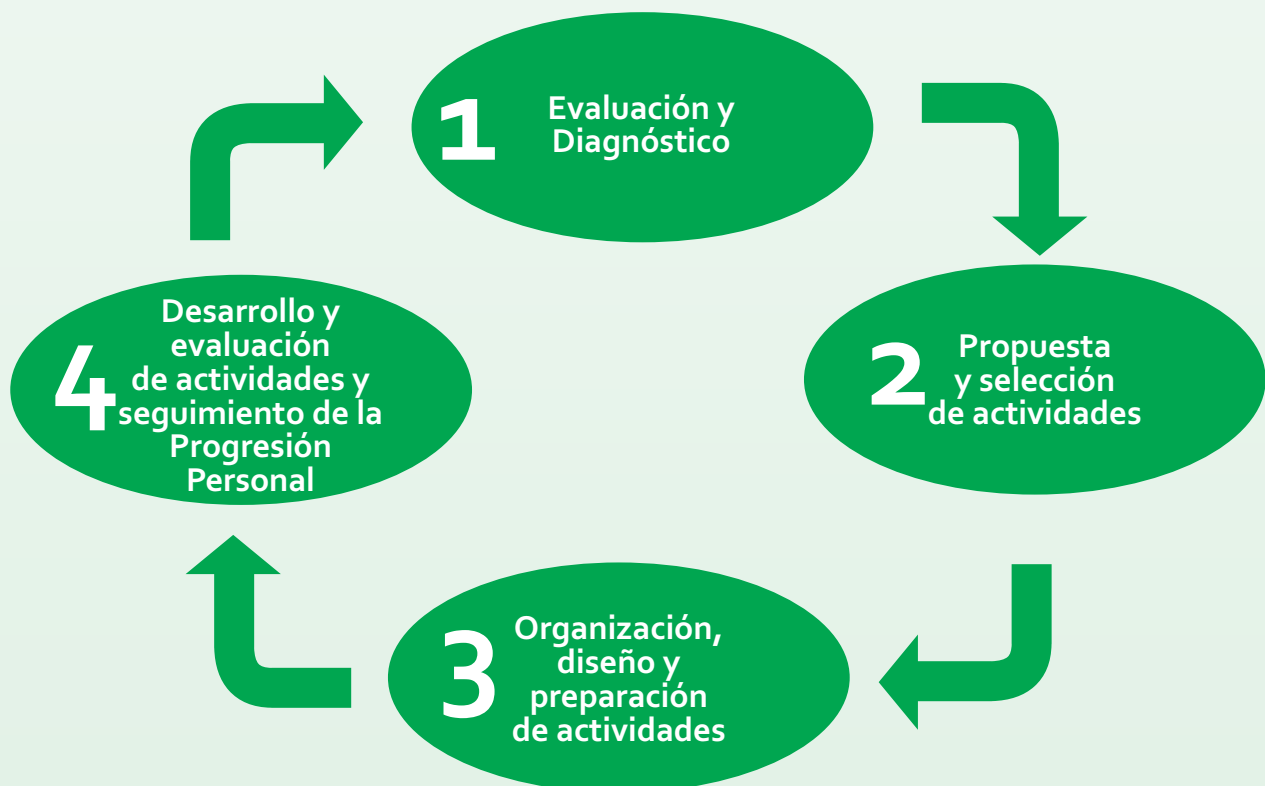 1
Evaluación y
Diagnóstico
2
Propuesta
y selección
de actividades
3
Organización,
diseño y
preparación
de actividades
4
Desarrollo y
evaluación
de actividades y
seguimiento de la
Progresión
Personal